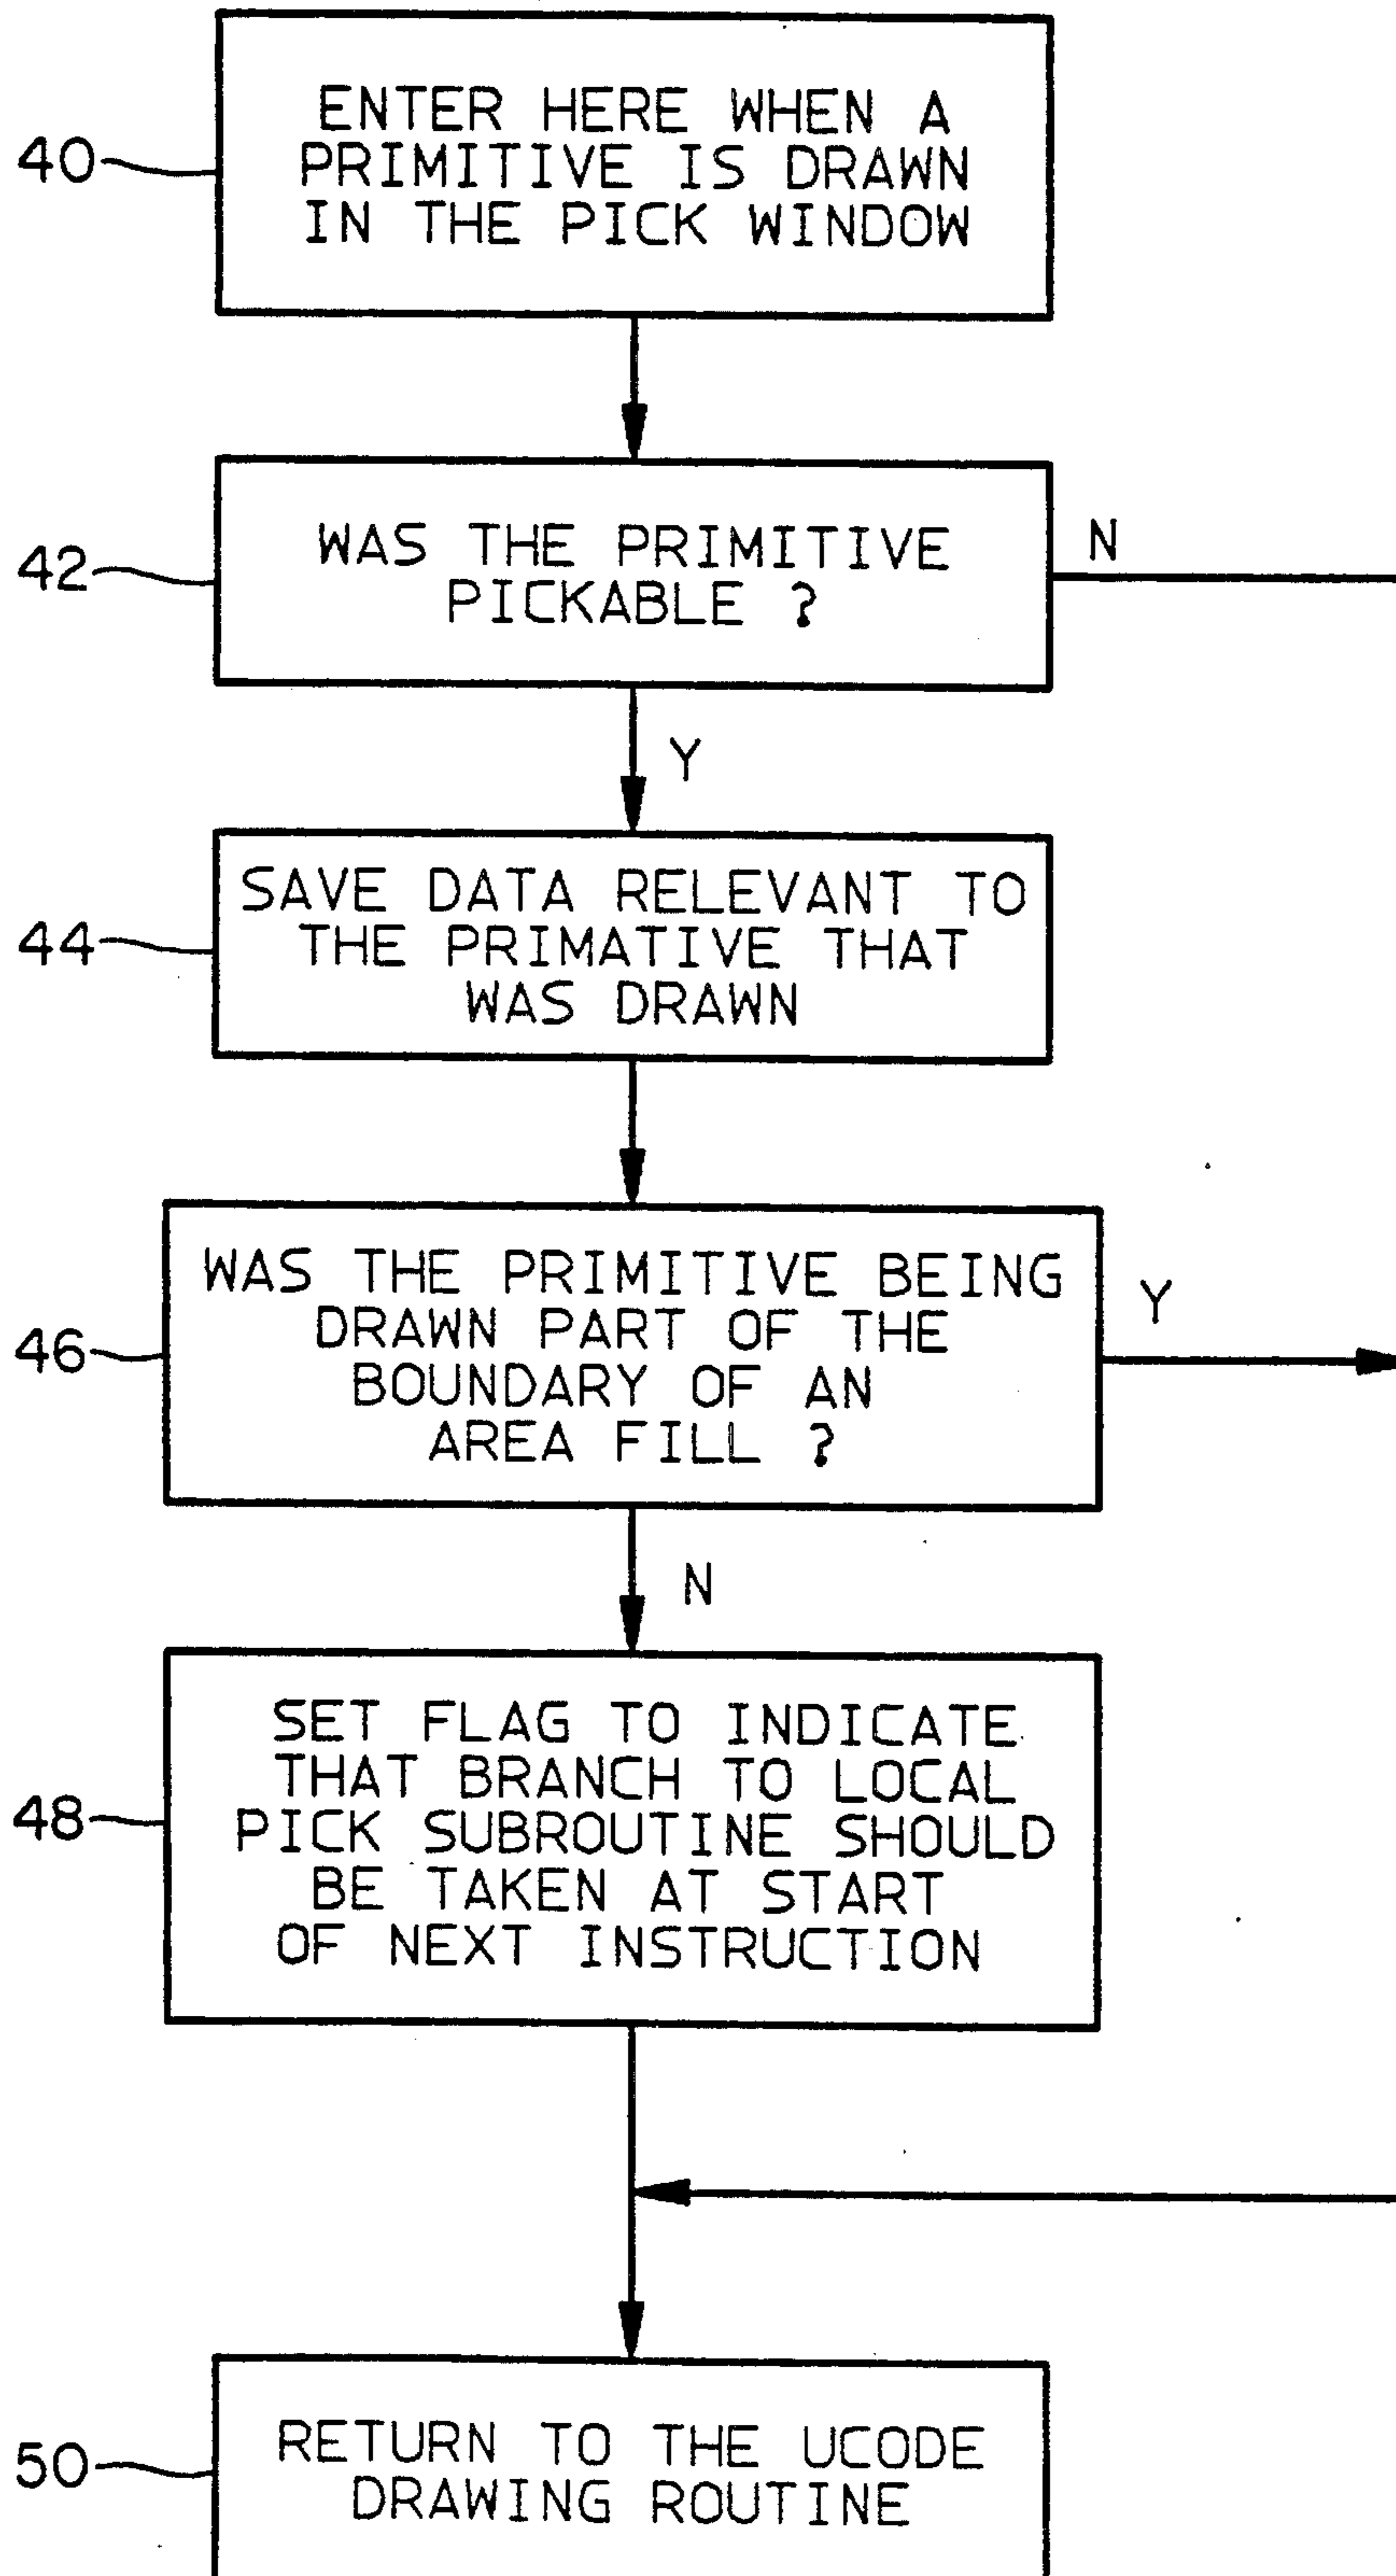 ENTER HERE WHEN A
PRIMITIVE IS DRAWN
IN THE PICK WINDOW
40
WAS THE PRIMITIVE
PICKABLE ?
42
N
Y
SAVE DATA RELEVANT TO
THE PRIMATIVE THAT
WAS DRAWN
44
WAS THE PRIMITIVE BEING
DRAWN PART OF THE
BOUNDARY OF AN
AREA FILL ?
46
Y
N
SET FLAG TO INDICATE
THAT BRANCH TO LOCAL
PICK SUBROUTINE SHOULD
BE TAKEN AT START
OF NEXT INSTRUCTION
48
RETURN TO THE UCODE
DRAWING ROUTINE
50